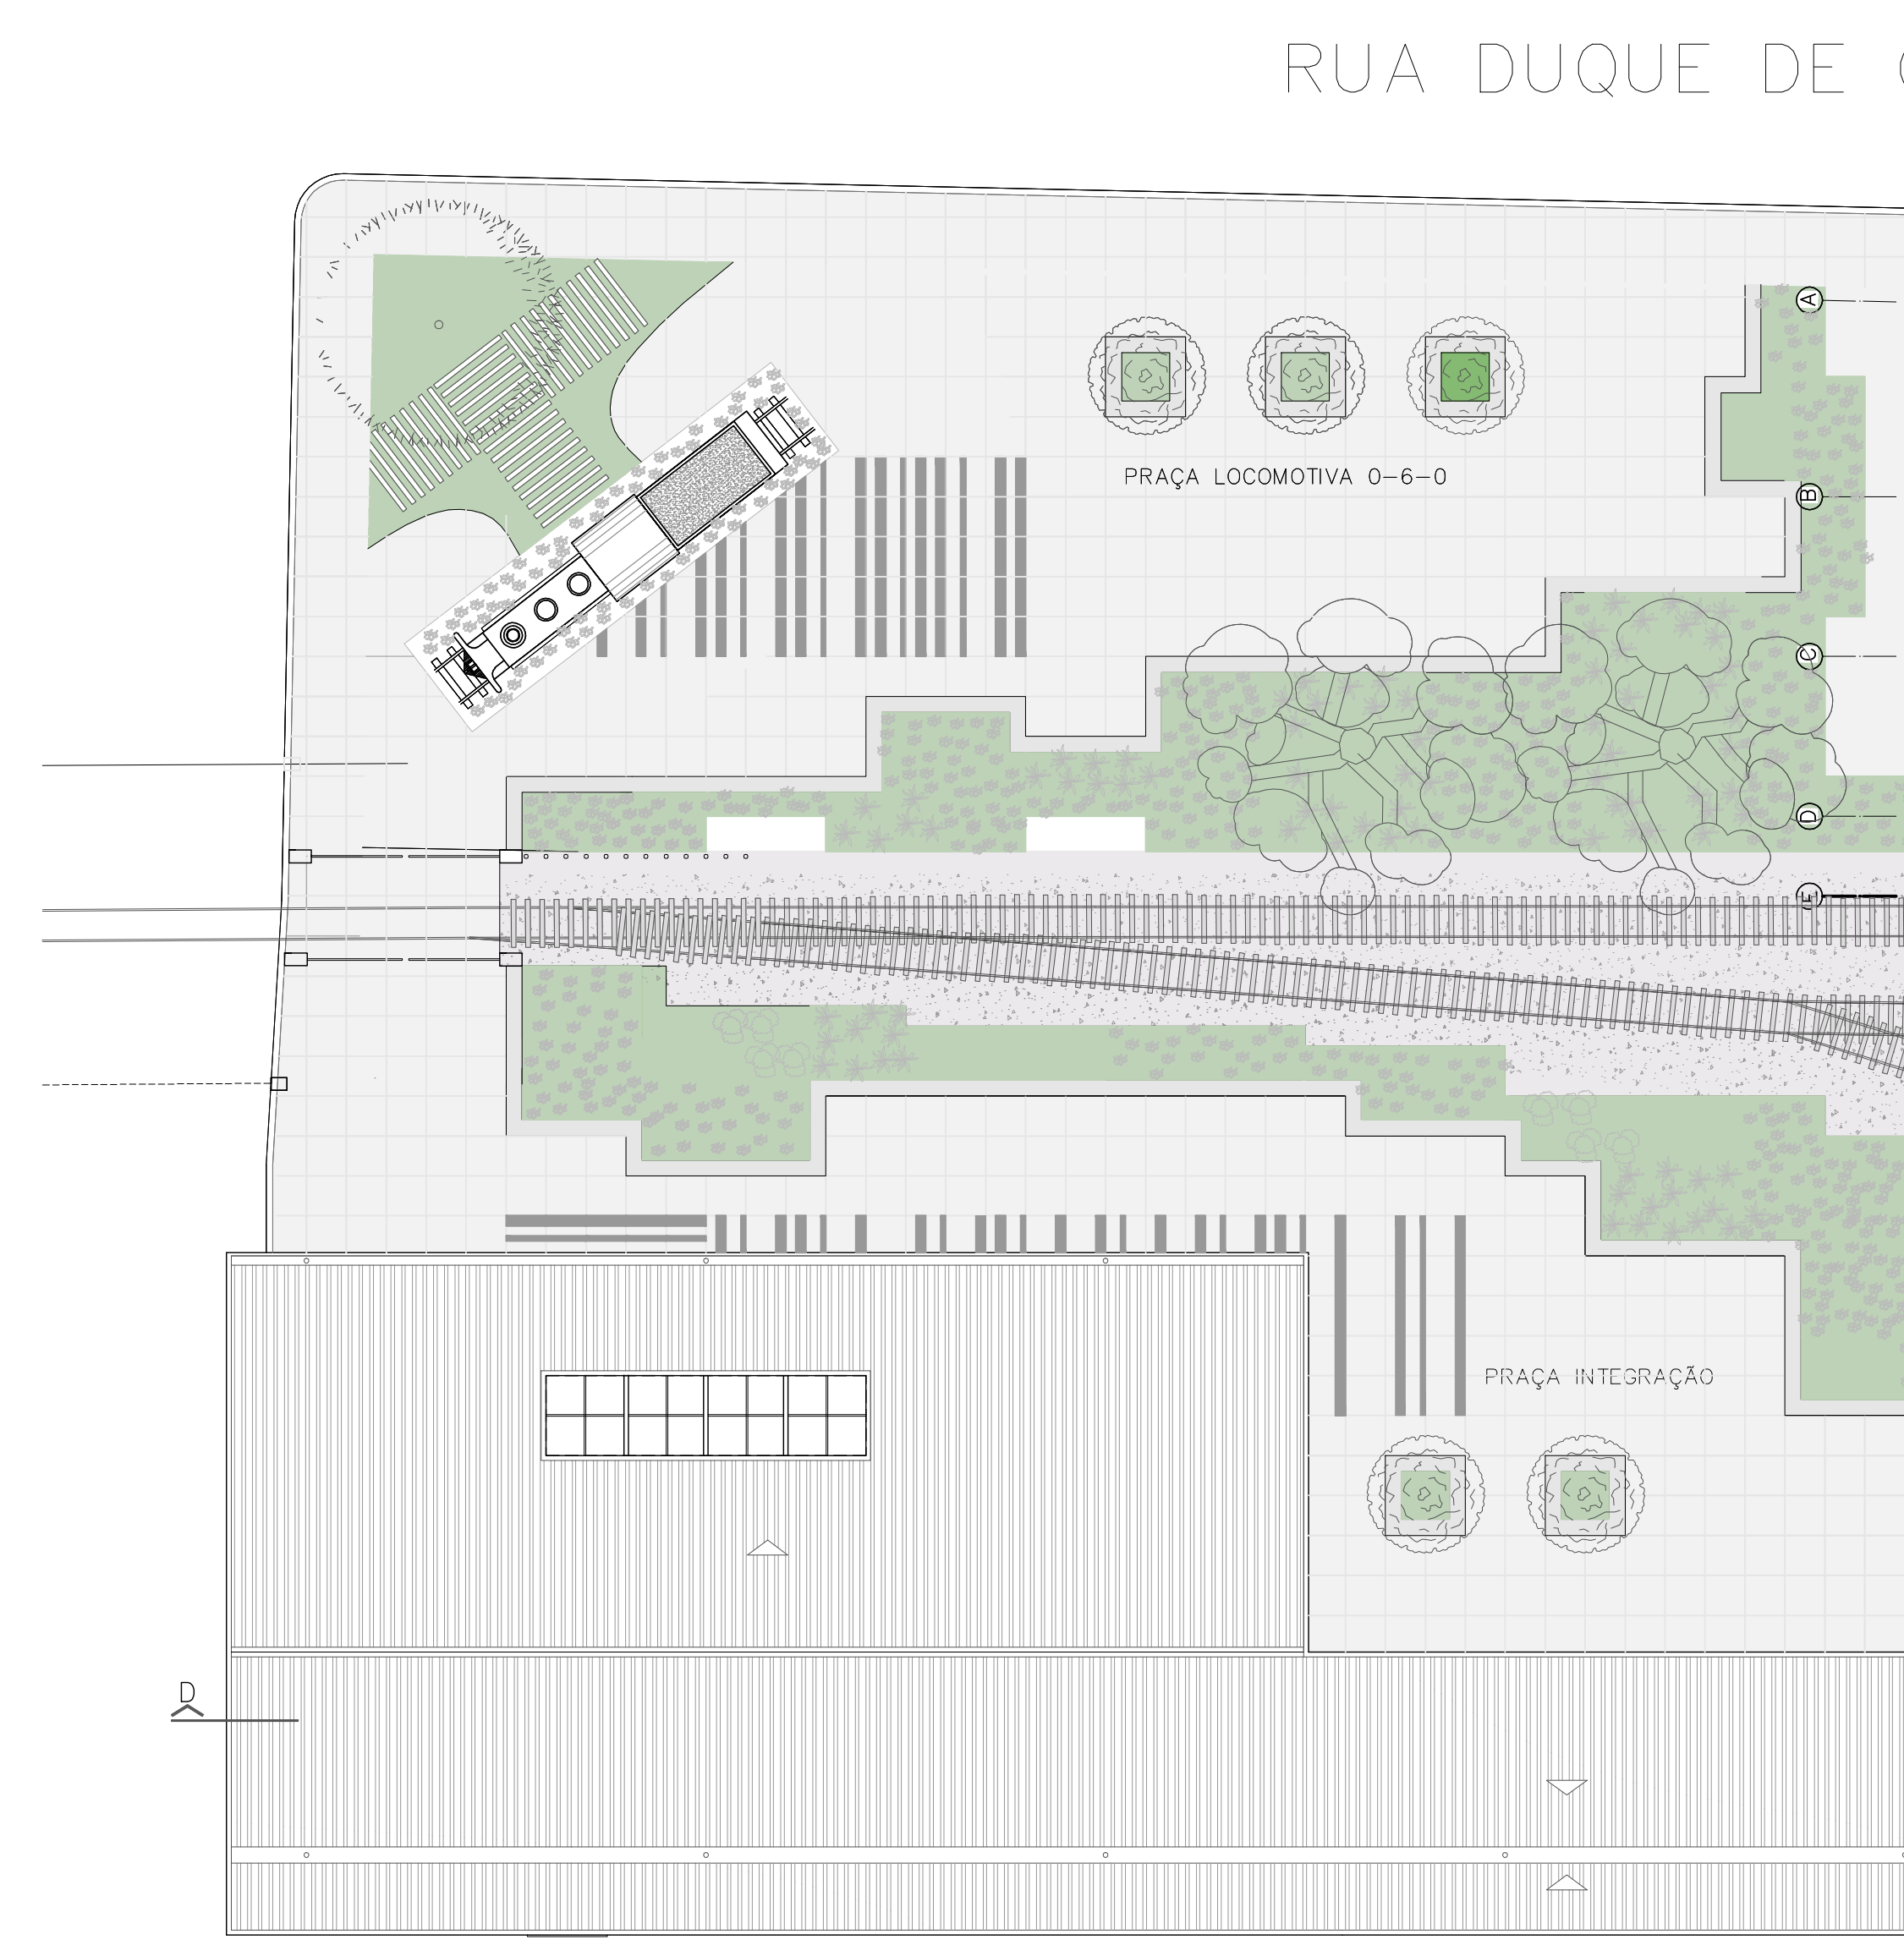 RUA DUQUE DE
A
PRAÇA LOCOMOTIVA 0-6-0
B
C
D
E
PRAÇA INTEGRAÇÃO
D